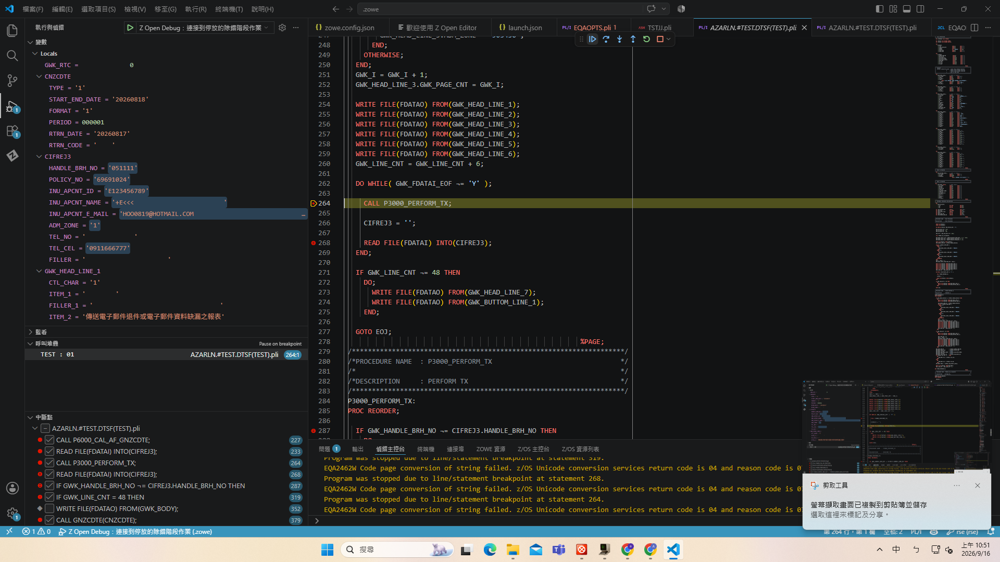 檔案(F) 編輯(E) 選取項目(S) 檢視(V) 移至(G) 執行(R) 終端機(T) 說明(H)
.zowe
執行與偵錯
Z Open Debug：連接到停放的除錯階段作業
zowe.config.json
歡迎使用 Z Open Editor
launch.json
PL/I EQAOPTS.pli 1
ASM TSTJJ.pli
PL/I AZARLN.#TEST.DTSF(TEST).pli
PL/I AZARLN.#TEST.DTSF(TEST).pli
JCL EQAO
變數
Locals
GWK_RTC = 0
CNZCDTE
TYPE = '1'
START_END_DATE = '20260818'
FORMAT = '1'
PERIOD = 000001
RTRN_DATE = '20260817'
RTRN_CODE = '    '
CIFREJ3
HANDLE_BRH_NO = '051111'
POLICY_NO = '69691024'
INU_APCNT_ID = 'E123456789'
INU_APCNT_NAME = '+E<<<                      '
INU_APCNT_E_MAIL = 'HOO0819@HOTMAIL.COM                           …
ADM_ZONE = '1'
TEL_NO = '            '
TEL_CEL = '0911666777'
FILLER = '                    '
GWK_HEAD_LINE_1
CTL_CHAR = '1'
ITEM_1 = '       '
FILLER_1 = '                               '
ITEM_2 = '傳送電子郵件退件或電子郵件資料缺漏之報表'
監看
呼叫堆疊 Pause on breakpoint
TEST : 01 AZARLN.#TEST.DTSF(TEST).pli 264:1
中斷點
AZARLN.#TEST.DTSF(TEST).pli
CALL P6000_CAL_AF_GNZCDTE; 227
READ FILE(FDATAI) INTO(CIFREJ3); 233
CALL P3000_PERFORM_TX; 264
READ FILE(FDATAI) INTO(CIFREJ3); 268
IF GWK_HANDLE_BRH_NO ¬= CIFREJ3.HANDLE_BRH_NO THEN 287
IF GWK_LINE_CNT = 48 THEN 319
WRITE FILE(FDATAO) FROM(GWK_BODY); 352
CALL GNZCDTE(CNZCDTE); 379
248 END;
249 OTHERWISE;
250 END;
251 GWK_I = GWK_I + 1;
252 GWK_HEAD_LINE_3.GWK_PAGE_CNT = GWK_I;
253
254 WRITE FILE(FDATAO) FROM(GWK_HEAD_LINE_1);
255 WRITE FILE(FDATAO) FROM(GWK_HEAD_LINE_2);
256 WRITE FILE(FDATAO) FROM(GWK_HEAD_LINE_3);
257 WRITE FILE(FDATAO) FROM(GWK_HEAD_LINE_4);
258 WRITE FILE(FDATAO) FROM(GWK_HEAD_LINE_5);
259 WRITE FILE(FDATAO) FROM(GWK_HEAD_LINE_6);
260 GWK_LINE_CNT = GWK_LINE_CNT + 6;
261
262 DO WHILE( GWK_FDATAI_EOF ¬= 'Y' );
263
264 CALL P3000_PERFORM_TX;
265
266 CIFREJ3 = '';
267
268 READ FILE(FDATAI) INTO(CIFREJ3);
269 END;
270
271 IF GWK_LINE_CNT ¬= 48 THEN
272 DO;
273 WRITE FILE(FDATAO) FROM(GWK_HEAD_LINE_7);
274 WRITE FILE(FDATAO) FROM(GWK_BUTTOM_LINE_1);
275 END;
276
277 GOTO EOJ;
278 %PAGE;
279 /********************************************************************/
280 /*PROCEDURE NAME  : P3000_PERFORM_TX                                */
281 /*                                                                  */
282 /*DESCRIPTION     : PERFORM TX                                      */
283 /********************************************************************/
284 P3000_PERFORM_TX:
285 PROC REORDER;
286
287 IF GWK_HANDLE_BRH_NO ¬= CIFREJ3.HANDLE_BRH_NO THEN
問題 1 輸出 偵錯主控台 終端機 連接埠 ZOWE 資源 Z/OS 主控台 Z/OS 資源列表
Program was stopped due to line/statement breakpoint at statement 319.
EQA2462W Code page conversion of string failed. z/OS Unicode conversion services return code is 04 and reason code is 0
Program was stopped due to line/statement breakpoint at statement 268.
EQA2462W Code page conversion of string failed. z/OS Unicode conversion services return code is 04 and reason code is 0
Program was stopped due to line/statement breakpoint at statement 264.
EQA2462W Code page conversion of string failed. z/OS Unicode conversion services return code is 04 and reason code is 0
剪取工具
螢幕擷取畫面已複製到剪貼簿並儲存
選取這裡來標記及分享。
1 0 Z Open Debug：連接到停放的除錯階段作業 (.zowe)
第 264 行，第 1 欄 空格: 2 PL/I rse (rse)
搜尋
中
ㄅ
上午 10:51
2026/9/16